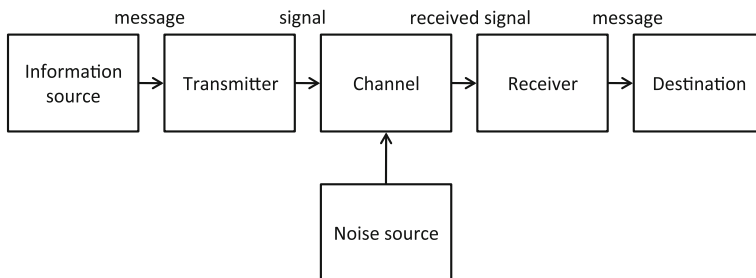 message signal received signal message
Information
source
Transmitter
Channel
Receiver
Destination
Noise source